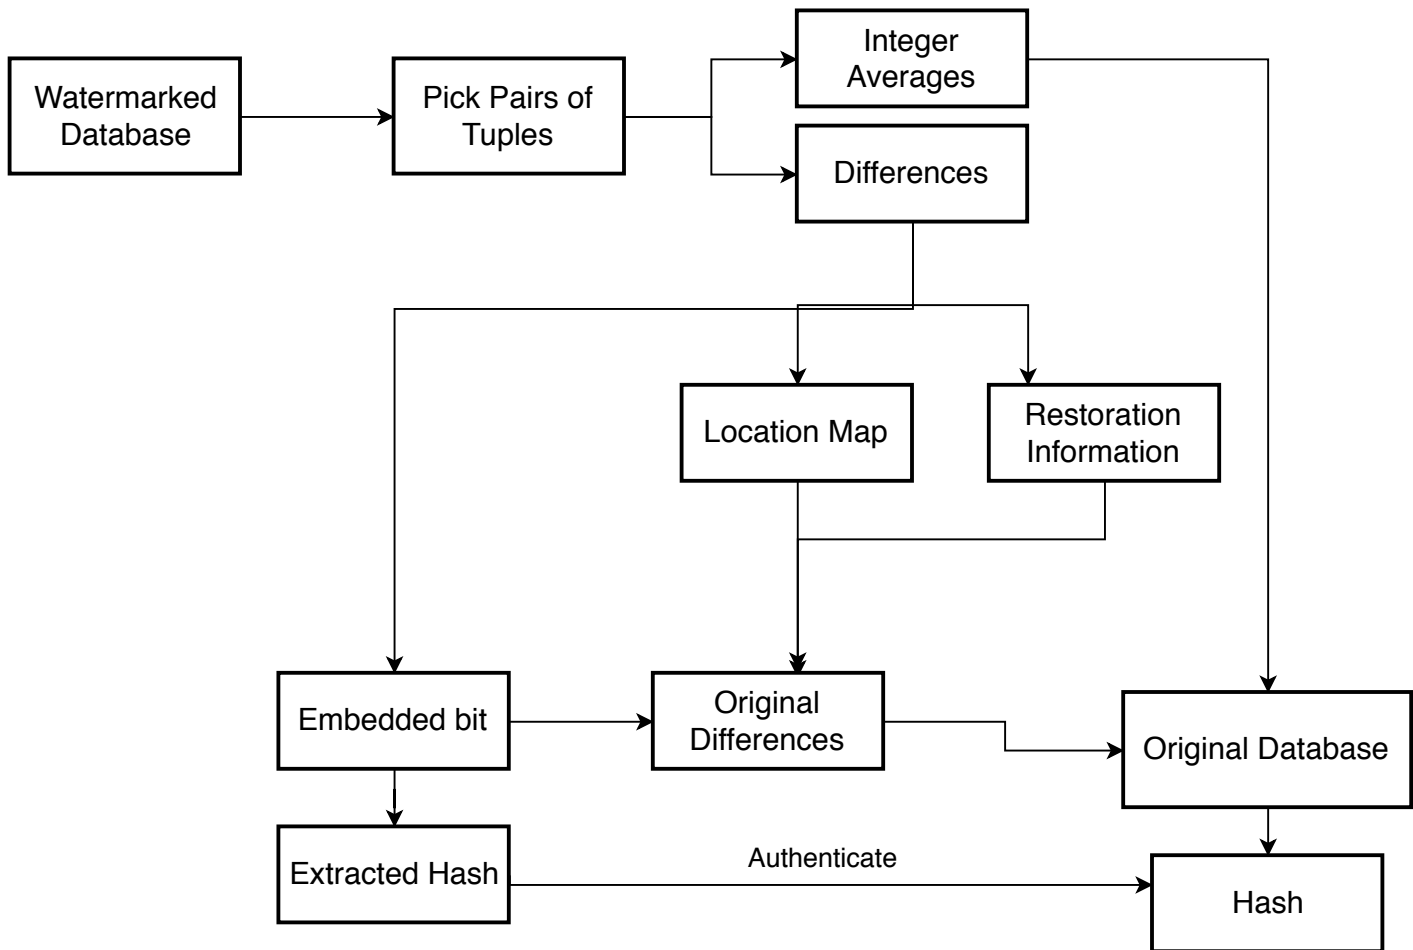 Watermarked
Database
Pick Pairs of
Tuples
Integer
Averages
Differences
Location Map
Restoration
Information
Embedded bit
Original
Differences
Original Database
Extracted Hash
Authenticate
Hash